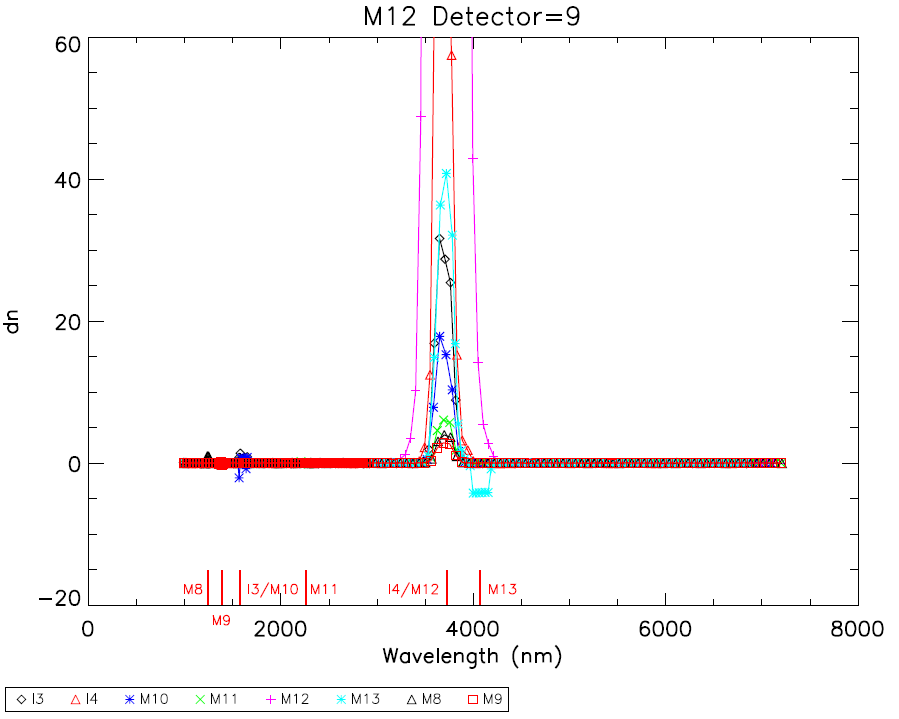 M12 Detector=9
60
40
20
0
-20
dn
M8 I3/M10 M11 I4/M12 M13
M9
0 2000 4000 6000 8000
Wavelength (nm)
I3 I4 M10 M11 M12 M13 M8 M9